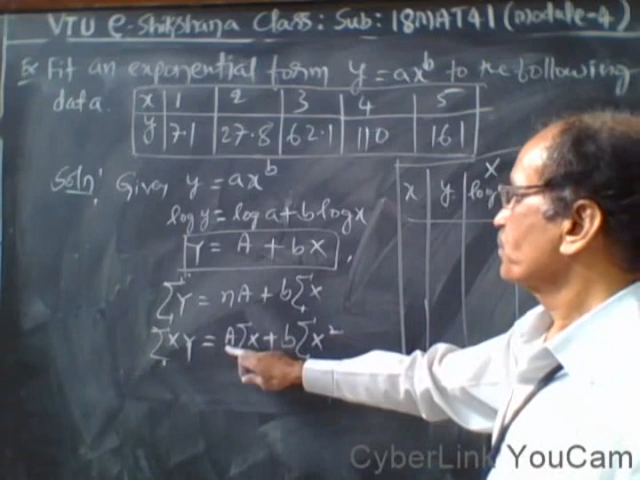 VTU e-Shikshana Class: Sub: 18MAT41 (module-4)
Ex Fit an exponential form y = ax^b to the following
data.
x 1 2 3 4 5
y 7.1 27.8 62.1 110 161
Soln: Given y = ax^b
log y = log a + b log x
Y = A + b X ,
ΣY = nA + bΣX
ΣXY = AΣX + bΣX²
X
x y log
CyberLink YouCam